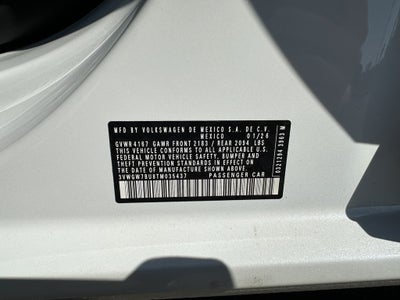 MFD BY VOLKSWAGEN DE MEXICO S.A. DE C.V.
MEXICO 01/26
GVWR 4167 GAWR FRONT 2183 / REAR 2094 LBS
THIS VEHICLE CONFORMS TO ALL APPLICABLE U.S.
FEDERAL MOTOR VEHICLE SAFETY, BUMPER AND
THEFT PREVENTION STANDARDS IN EFFECT ON
THE DATE OF MANUFACTURE SHOWN ABOVE
3VWGW7BU8TM035437 PASSENGER CAR